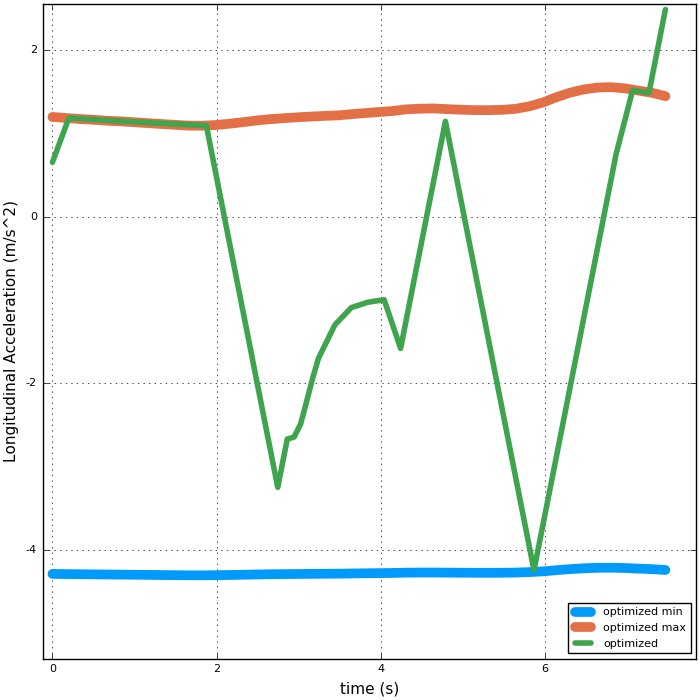 2
0
-2
-4
Longitudinal Acceleration (m/s^2)
0
2
4
6
time (s)
optimized min
optimized max
optimized